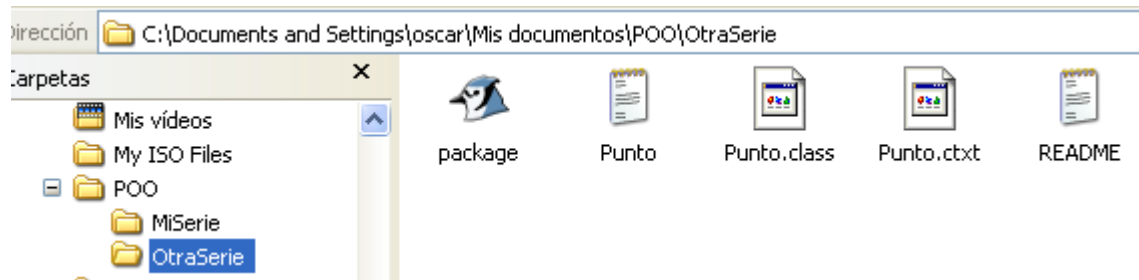 Dirección C:\Documents and Settings\oscar\Mis documentos\POO\OtraSerie
Carpetas x
Mis vídeos
My ISO Files
POO
MiSerie
OtraSerie
package Punto Punto.class Punto.ctxt README